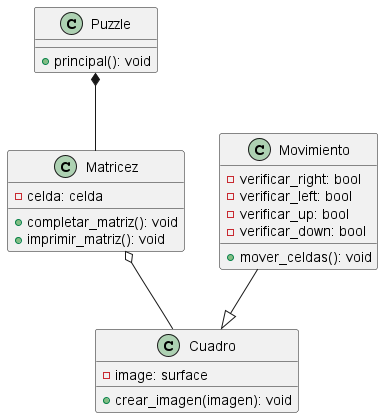 C Puzzle
principal(): void
C Matricez
celda: celda
completar_matriz(): void
imprimir_matriz(): void
C Movimiento
verificar_right: bool
verificar_left: bool
verificar_up: bool
verificar_down: bool
mover_celdas(): void
C Cuadro
image: surface
crear_imagen(imagen): void